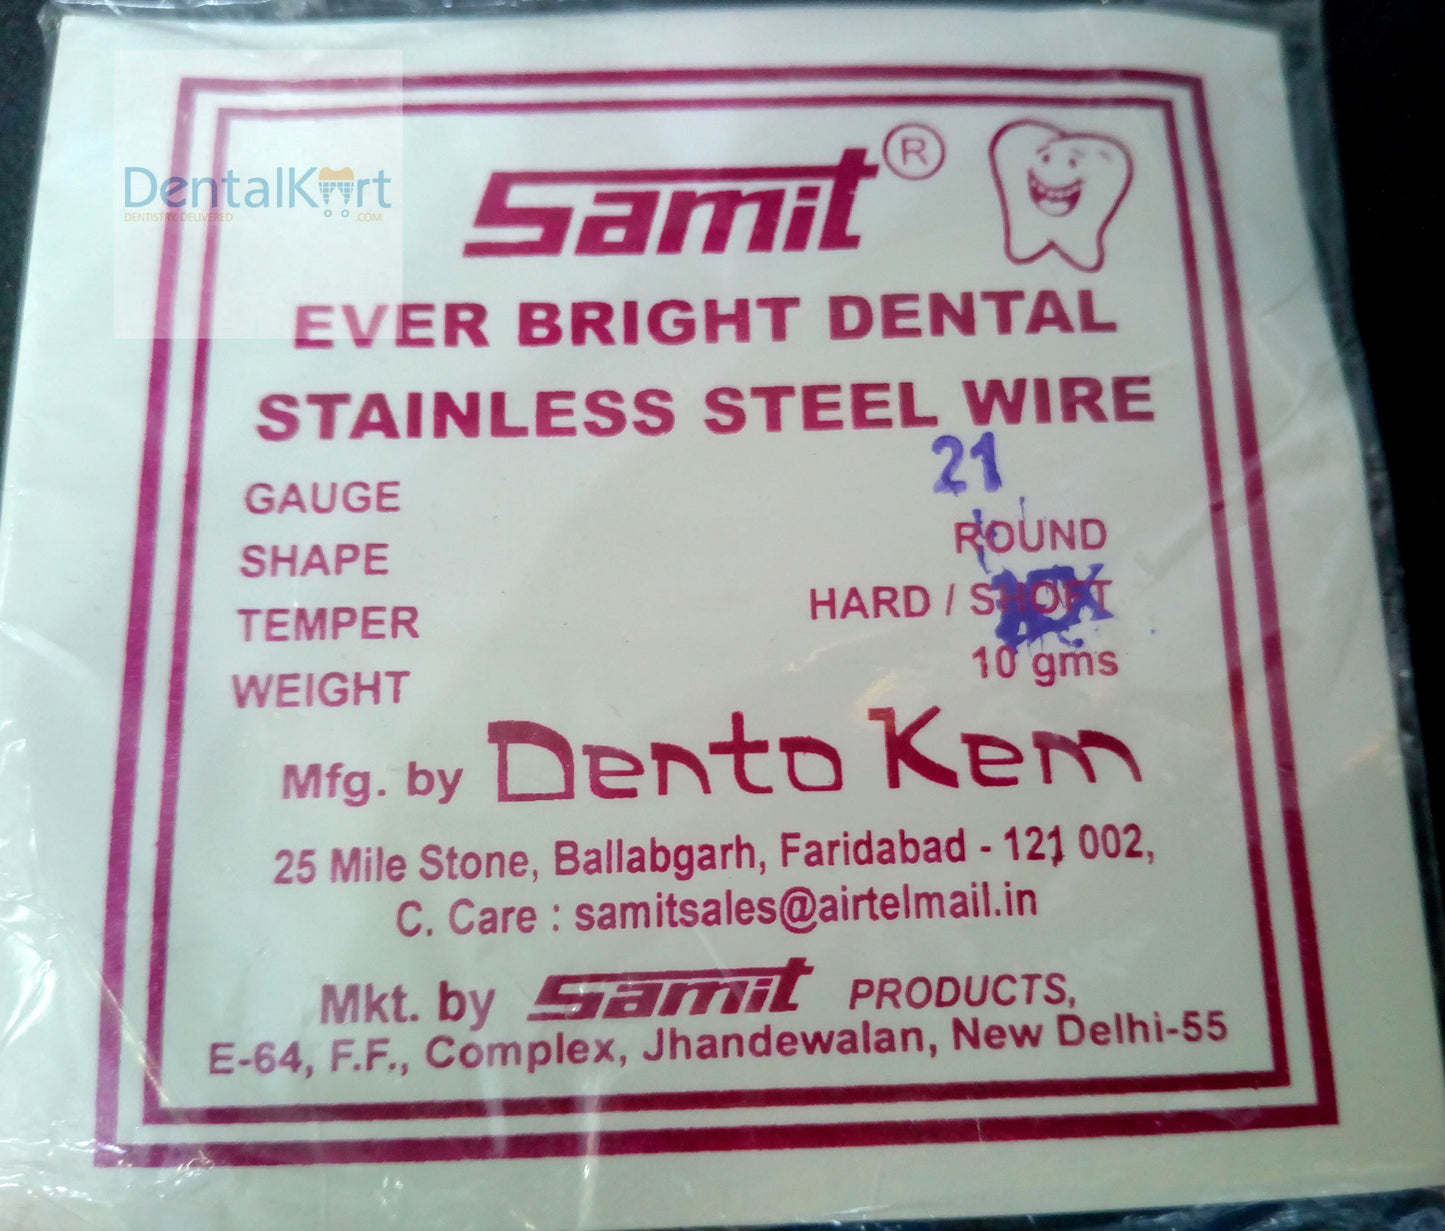 DentalKart
DENTISTRY. DELIVERED .COM
Samit ®
EVER BRIGHT DENTAL
STAINLESS STEEL WIRE
GAUGE 21
SHAPE ROUND
TEMPER HARD / SHOFT
WEIGHT 10 gms
Mfg. by Dento Kem
25 Mile Stone, Ballabgarh, Faridabad - 121 002,
C. Care : samitsales@airtelmail.in
Mkt. by Samit PRODUCTS,
E-64, F.F., Complex, Jhandewalan, New Delhi-55